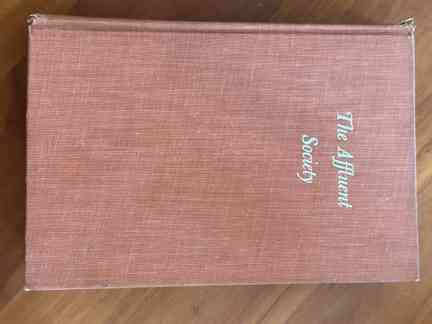 The Affluent
Society